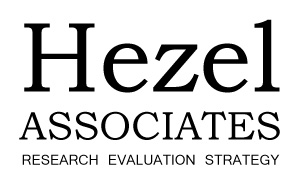 Hezel
ASSOCIATES
RESEARCH EVALUATION STRATEGY